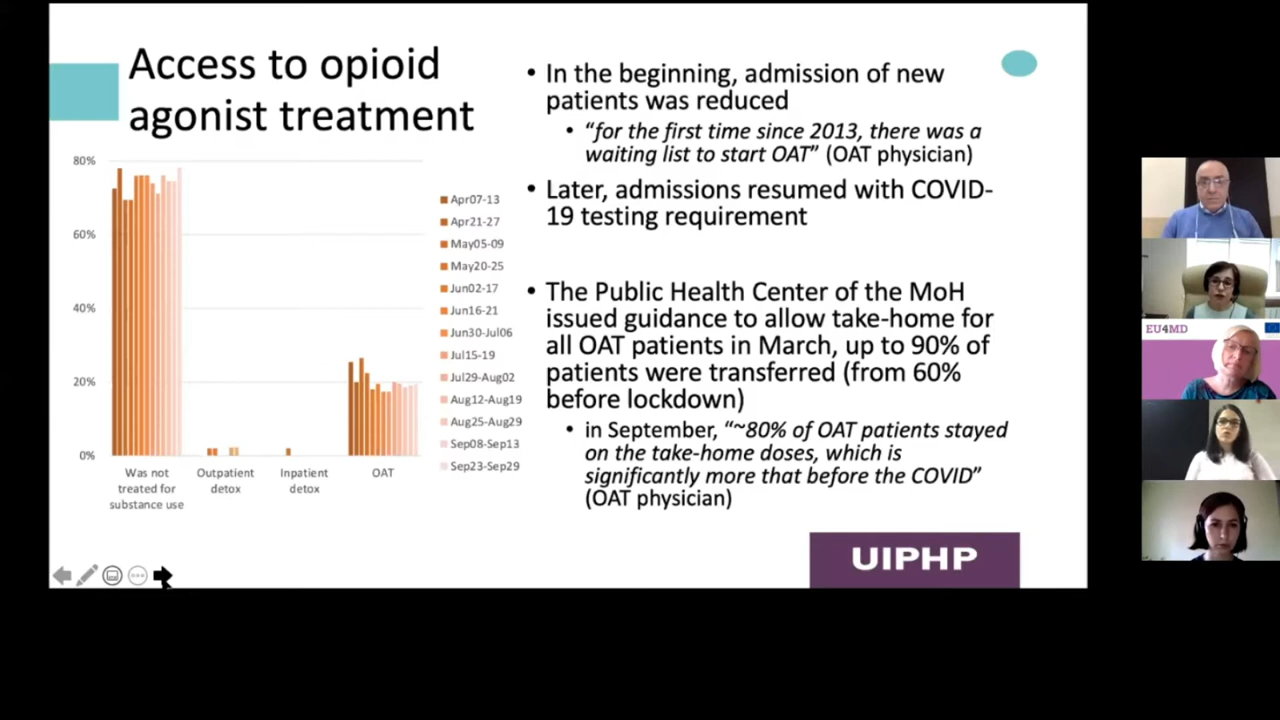 Access to opioid
agonist treatment
80%
60%
40%
20%
0%
Was not
treated for
substance use
Outpatient
detox
Inpatient
detox
OAT
Apr07-13
Apr21-27
May05-09
May20-25
Jun02-17
Jun16-21
Jun30-Jul06
Jul15-19
Jul29-Aug02
Aug12-Aug19
Aug25-Aug29
Sep08-Sep13
Sep23-Sep29
• In the beginning, admission of new
patients was reduced
• “for the first time since 2013, there was a
waiting list to start OAT” (OAT physician)
• Later, admissions resumed with COVID-
19 testing requirement
• The Public Health Center of the MoH
issued guidance to allow take-home for
all OAT patients in March, up to 90% of
patients were transferred (from 60%
before lockdown)
• in September, “~80% of OAT patients stayed
on the take-home doses, which is
significantly more that before the COVID”
(OAT physician)
UIPHP
EU4MD